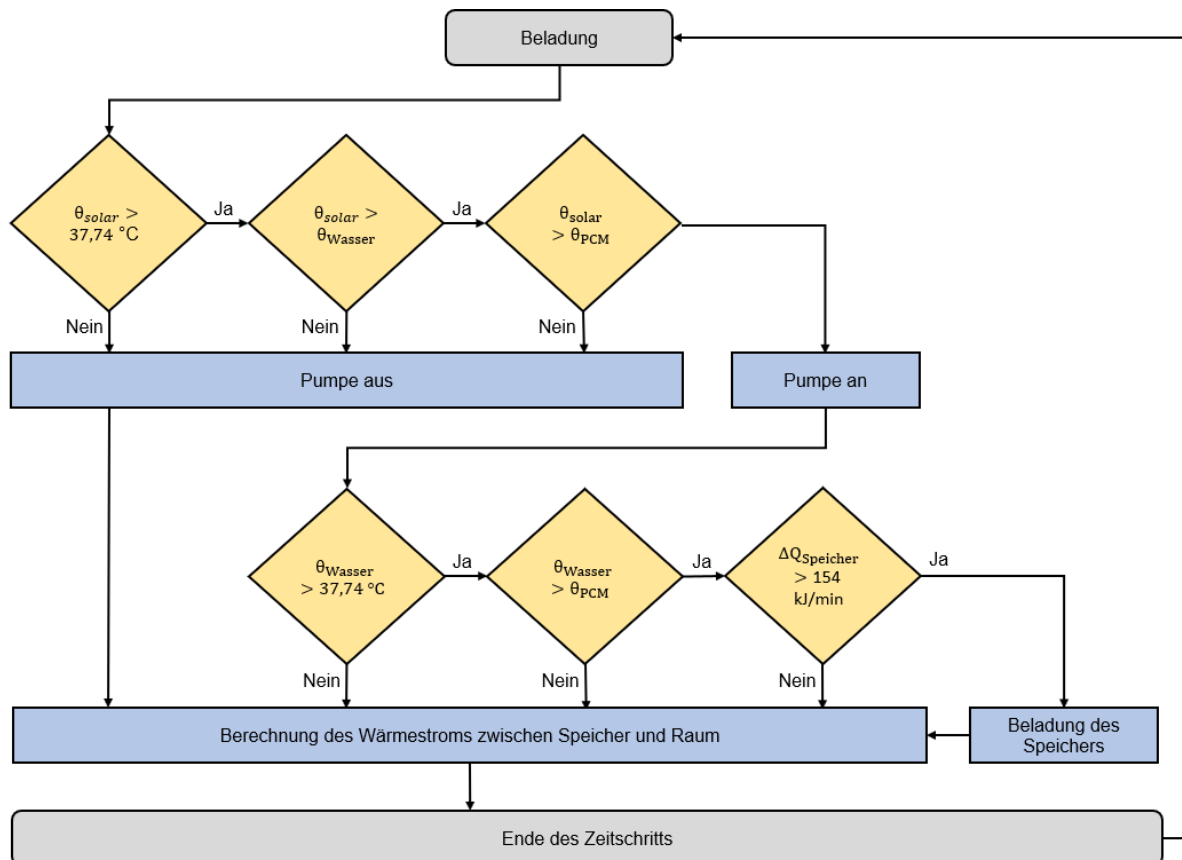 Beladung
θsolar >
37,74 °C
Ja
θsolar >
θWasser
Ja
θsolar
> θPCM
Nein
Nein
Nein
Pumpe aus
Pumpe an
θWasser
> 37,74 °C
Ja
θWasser
> θPCM
Ja
ΔQSpeicher
> 154
kJ/min
Ja
Nein
Nein
Nein
Berechnung des Wärmestroms zwischen Speicher und Raum
Beladung des
Speichers
Ende des Zeitschritts